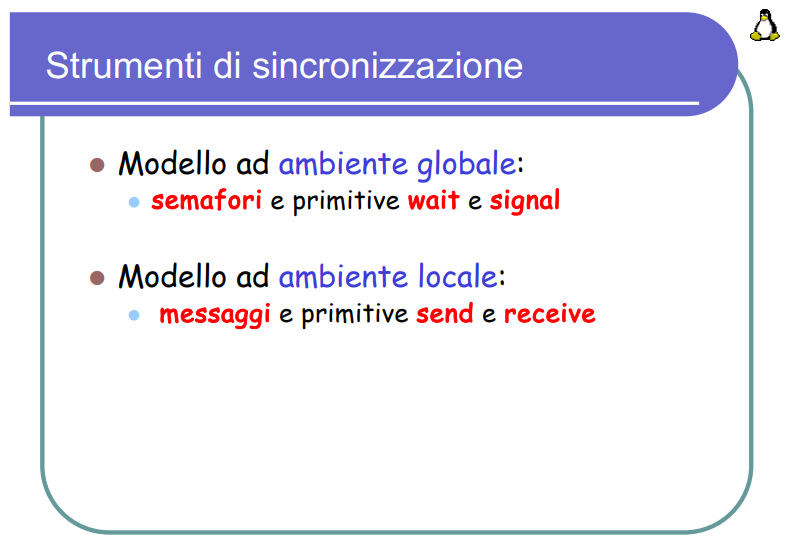 Strumenti di sincronizzazione
Modello ad ambiente globale:
semafori e primitive wait e signal
Modello ad ambiente locale:
messaggi e primitive send e receive